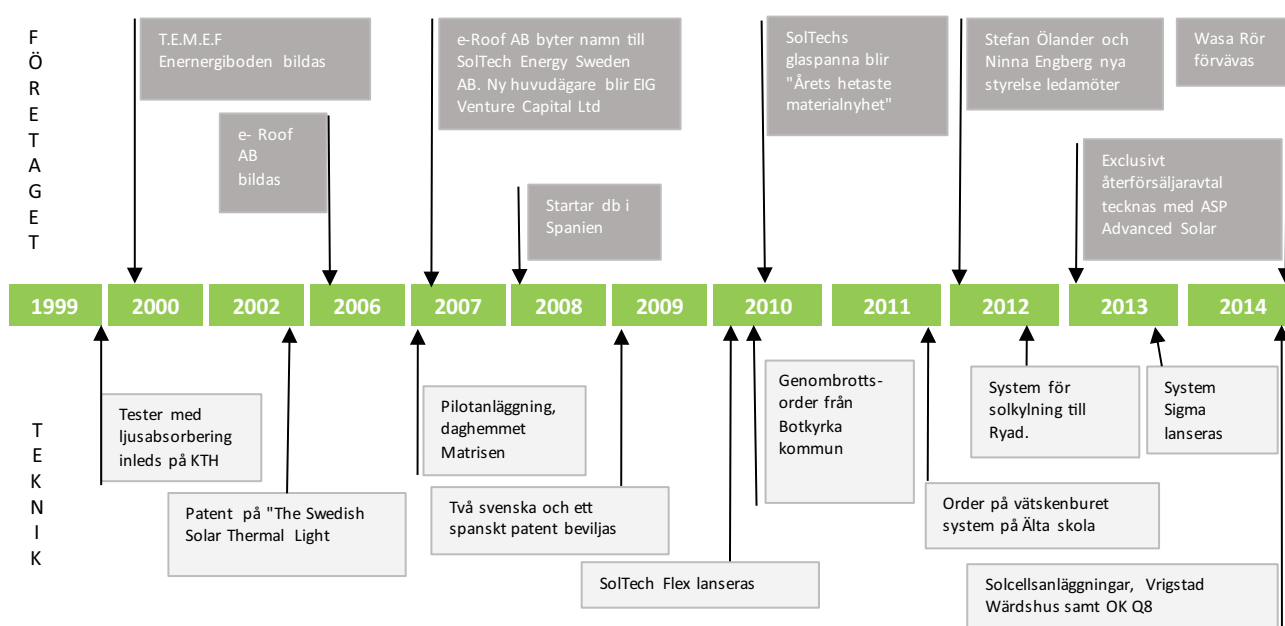 FÖRETAGET
T.E.M.E.F
Enernergiboden bildas
e- Roof
AB
bildas
e-Roof AB byter namn till
SolTech Energy Sweden
AB. Ny huvudägare blir EIG
Venture Capital Ltd
Startar db i
Spanien
SolTechs
glaspanna blir
"Årets hetaste
materialnyhet"
Stefan Ölander och
Ninna Engberg nya
styrelse ledamöter
Exclusivt
återförsäljaravtal
tecknas med ASP
Advanced Solar
Wasa Rör
förvävas
1999 2000 2002 2006 2007 2008 2009 2010 2011 2012 2013 2014
TEKNIK
Tester med
ljusabsorbering
inleds på KTH
Patent på "The Swedish
Solar Thermal Light
Pilotanläggning,
daghemmet
Matrisen
Två svenska och ett
spanskt patent beviljas
SolTech Flex lanseras
Genombrotts-
order från
Botkyrka
kommun
Order på vätskenburet
system på Älta skola
System för
solkylning till
Ryad.
System
Sigma
lanseras
Solcellsanläggningar, Vrigstad
Wärdshus samt OK Q8